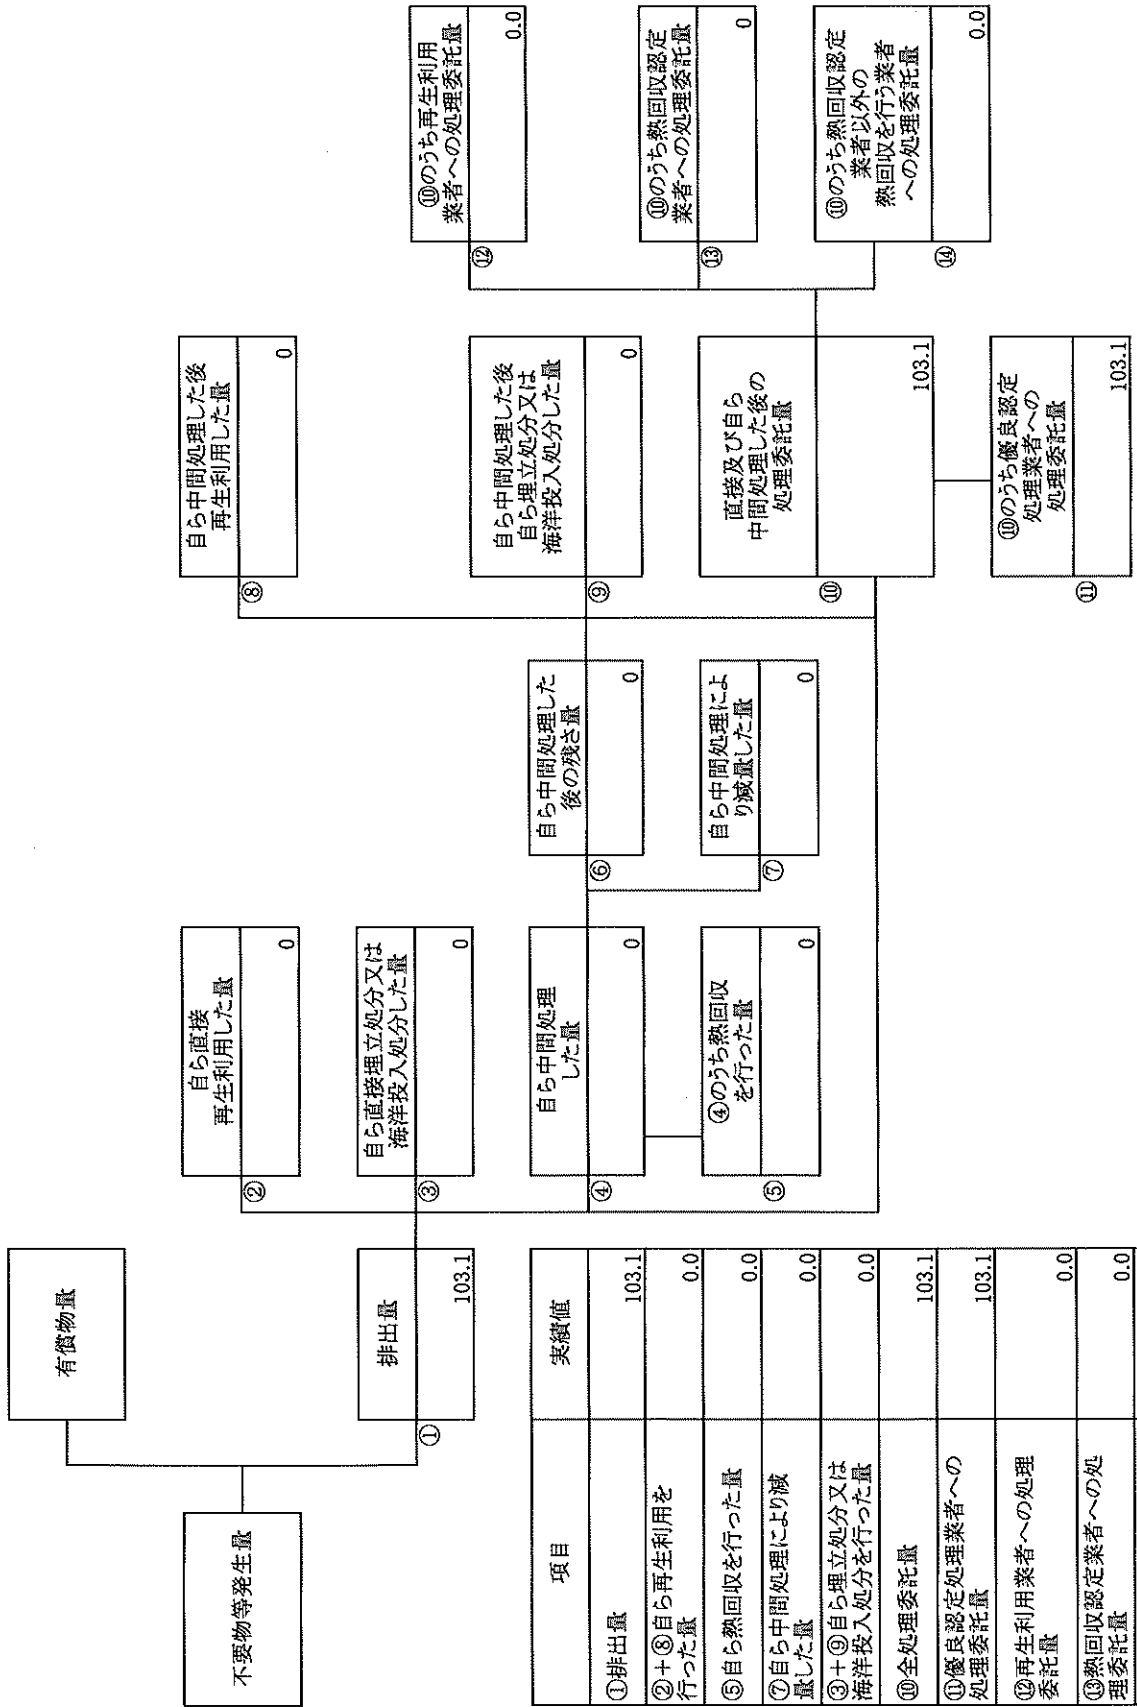 不要物等発生量
有償物量
排出量
①
103.1
自ら直接
再生利用した量
②
0
自ら直接埋立処分又は
海洋投入処分した量
③
0
自ら中間処理
した量
④
0
④のうち熱回収
を行った量
⑤
0
自ら中間処理した
後の残さ量
⑥
0
自ら中間処理によ
り減量した量
⑦
0
自ら中間処理した後
再生利用した量
⑧
0
自ら中間処理した後
自ら埋立処分又は
海洋投入処分した量
⑨
0
直接及び自ら
中間処理した後の
処理委託量
⑩
103.1
⑩のうち優良認定
処理業者への
処理委託量
⑪
103.1
⑩のうち再生利用
業者への処理委託量
⑫
0.0
⑩のうち熱回収認定
業者への処理委託量
⑬
0
⑩のうち熱回収認定
業者以外の
熱回収を行う業者
への処理委託量
⑭
0.0
項目 実績値
①排出量 103.1
②+⑧自ら再生利用を
行った量 0.0
⑤自ら熱回収を行った量 0.0
⑦自ら中間処理により減
量した量 0.0
③+⑨自ら埋立処分又は
海洋投入処分を行った量 0.0
⑩全処理委託量 103.1
⑪優良認定処理業者への
処理委託量 103.1
⑫再生利用業者への処理
委託量 0.0
⑬熱回収認定業者への処
理委託量 0.0